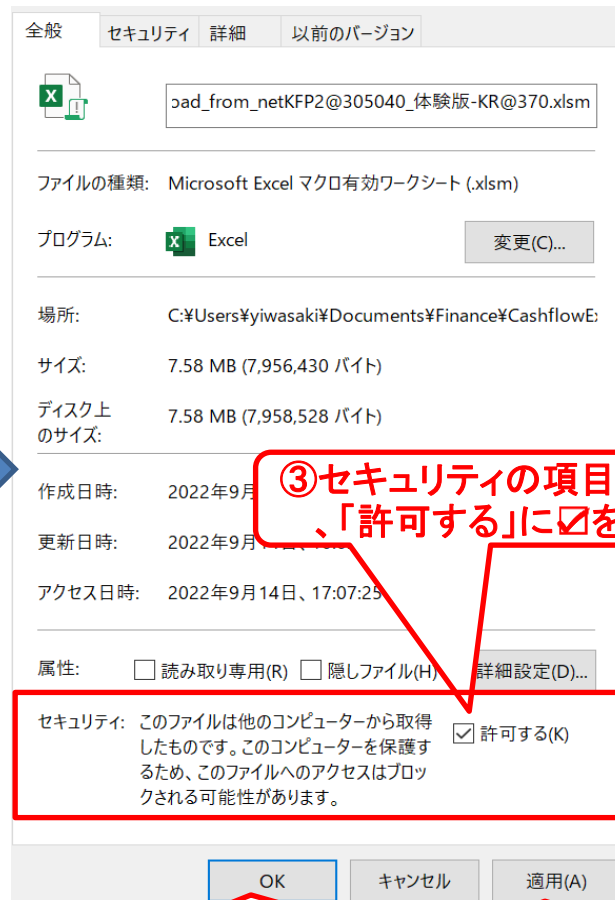 全般 セキュリティ 詳細 以前のバージョン
oad_from_netKFP2@305040_体験版-KR@370.xlsm
ファイルの種類: Microsoft Excel マクロ有効ワークシート (.xlsm)
プログラム: Excel 変更(C)...
場所: C:¥Users¥yiwasaki¥Documents¥Finance¥CashflowEx
サイズ: 7.58 MB (7,956,430 バイト)
ディスク上
のサイズ: 7.58 MB (7,958,528 バイト)
③セキュリティの項目
、「許可する」に☑を
作成日時: 2022年9月
更新日時: 2022年9月
アクセス日時: 2022年9月14日、17:07:25
属性: 読み取り専用(R) 隠しファイル(H) 詳細設定(D)...
セキュリティ: このファイルは他のコンピューターから取得
したものです。このコンピューターを保護す
るため、このファイルへのアクセスはブロッ
クされる可能性があります。
許可する(K)
OK キャンセル 適用(A)